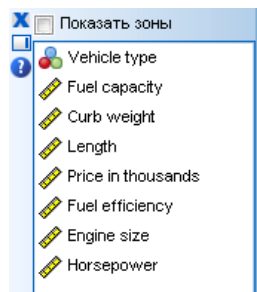 Показать зоны
Vehicle type
Fuel capacity
Curb weight
Length
Price in thousands
Fuel efficiency
Engine size
Horsepower